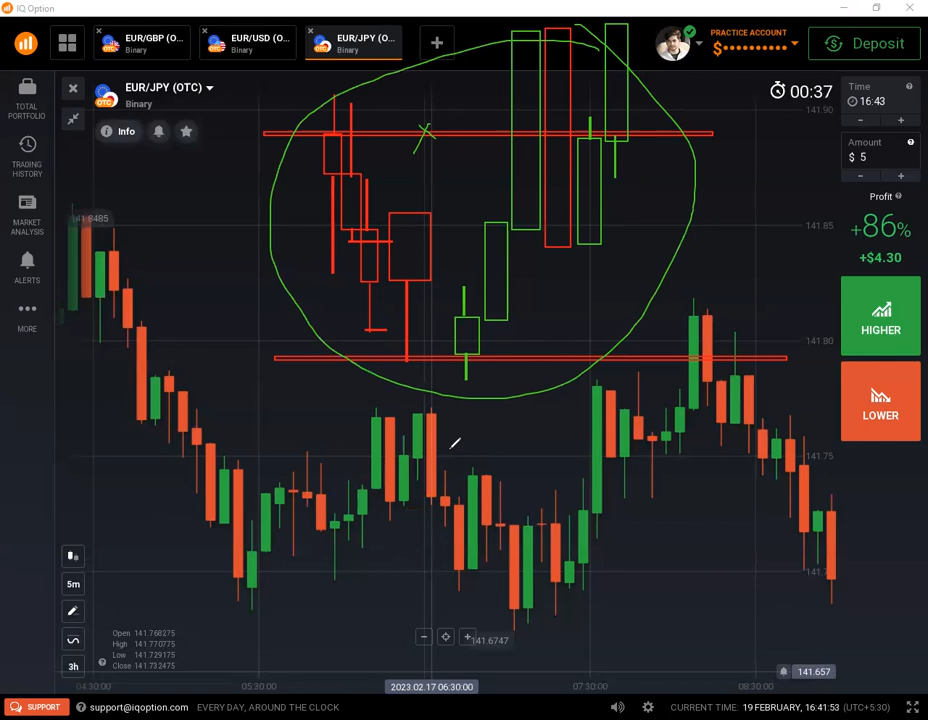 IQ Option
EUR/GBP (O...
Binary
EUR/USD (O...
Binary
EUR/JPY (O...
Binary
PRACTICE ACCOUNT
$••••••••••
Deposit
TOTAL
PORTFOLIO
TRADING
HISTORY
MARKET
ANALYSIS
ALERTS
MORE
EUR/JPY (OTC)
Binary
Info
00:37
Time
16:43
Amount
$ 5
Profit
+86%
+$4.30
HIGHER
LOWER
141.90
141.85
141.80
141.75
141.8485
141.6747
141.657
5m
3h
Open 141.768275
High 141.770775
Low 141.729175
Close 141.732475
04:30:00
05:30:00
2023.02.17 06:30:00
07:30:00
08:30:00
SUPPORT
support@iqoption.com
EVERY DAY, AROUND THE CLOCK
CURRENT TIME: 19 FEBRUARY, 16:41:53 (UTC+5:30)